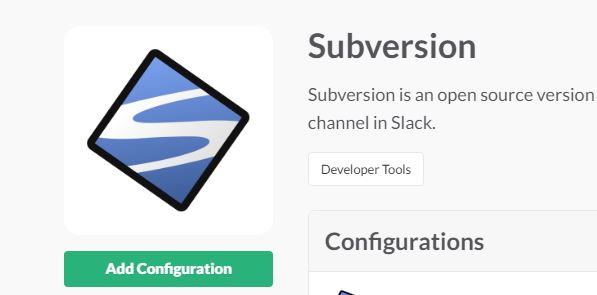 Subversion
Subversion is an open source version
channel in Slack.
Developer Tools
Add Configuration
Configurations